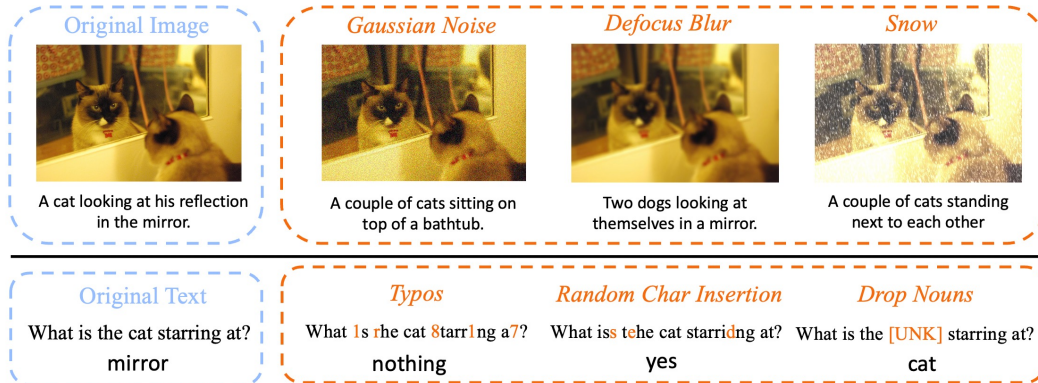 Original Image
Gaussian Noise
Defocus Blur
Snow
A cat looking at his reflection
in the mirror.
A couple of cats sitting on
top of a bathtub.
Two dogs looking at
themselves in a mirror.
A couple of cats standing
next to each other
Original Text
Typos
Random Char Insertion
Drop Nouns
What is the cat starring at?
mirror
What 1s rhe cat 8tarr1ng a7?
nothing
What iss tehe cat starridng at?
yes
What is the [UNK] starring at?
cat